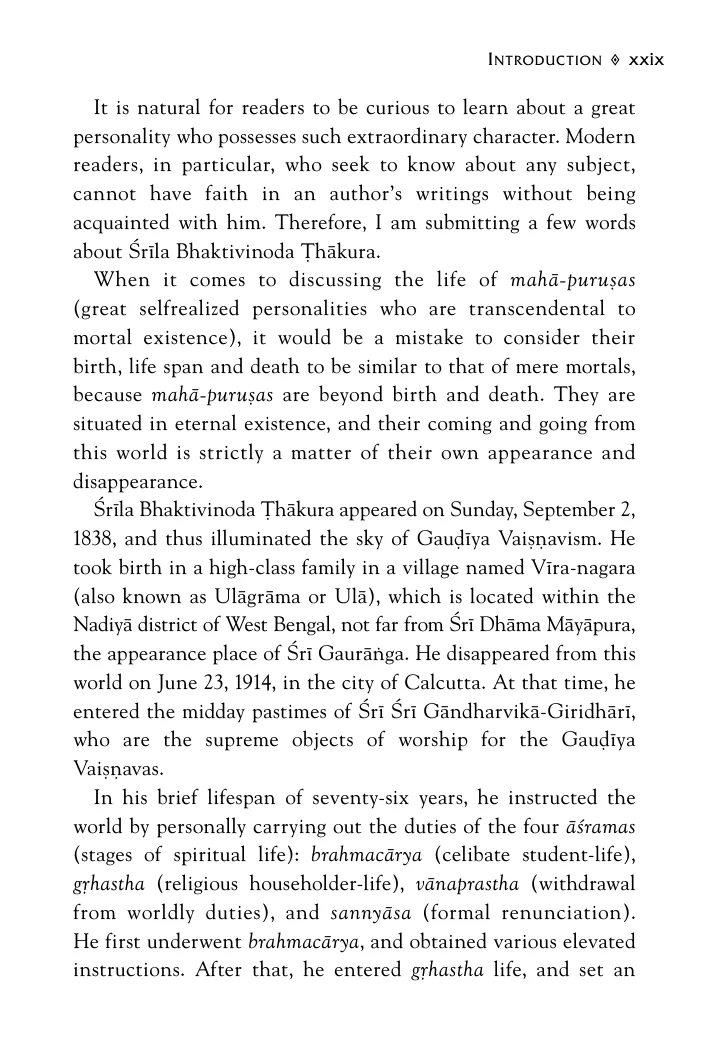 Introduction ◊ xxix
It is natural for readers to be curious to learn about a great
personality who possesses such extraordinary character. Modern
readers, in particular, who seek to know about any subject,
cannot have faith in an author's writings without being
acquainted with him. Therefore, I am submitting a few words
about Śrīla Bhaktivinoda Ṭhākura.
When it comes to discussing the life of mahā-puruṣas
(great selfrealized personalities who are transcendental to
mortal existence), it would be a mistake to consider their
birth, life span and death to be similar to that of mere mortals,
because mahā-puruṣas are beyond birth and death. They are
situated in eternal existence, and their coming and going from
this world is strictly a matter of their own appearance and
disappearance.
Śrīla Bhaktivinoda Ṭhākura appeared on Sunday, September 2,
1838, and thus illuminated the sky of Gauḍīya Vaiṣṇavism. He
took birth in a high-class family in a village named Vīra-nagara
(also known as Ulāgrāma or Ulā), which is located within the
Nadiyā district of West Bengal, not far from Śrī Dhāma Māyāpura,
the appearance place of Śrī Gaurāṅga. He disappeared from this
world on June 23, 1914, in the city of Calcutta. At that time, he
entered the midday pastimes of Śrī Śrī Gāndharvikā-Giridhārī,
who are the supreme objects of worship for the Gauḍīya
Vaiṣṇavas.
In his brief lifespan of seventy-six years, he instructed the
world by personally carrying out the duties of the four āśramas
(stages of spiritual life): brahmacārya (celibate student-life),
gṛhastha (religious householder-life), vānaprastha (withdrawal
from worldly duties), and sannyāsa (formal renunciation).
He first underwent brahmacārya, and obtained various elevated
instructions. After that, he entered gṛhastha life, and set an